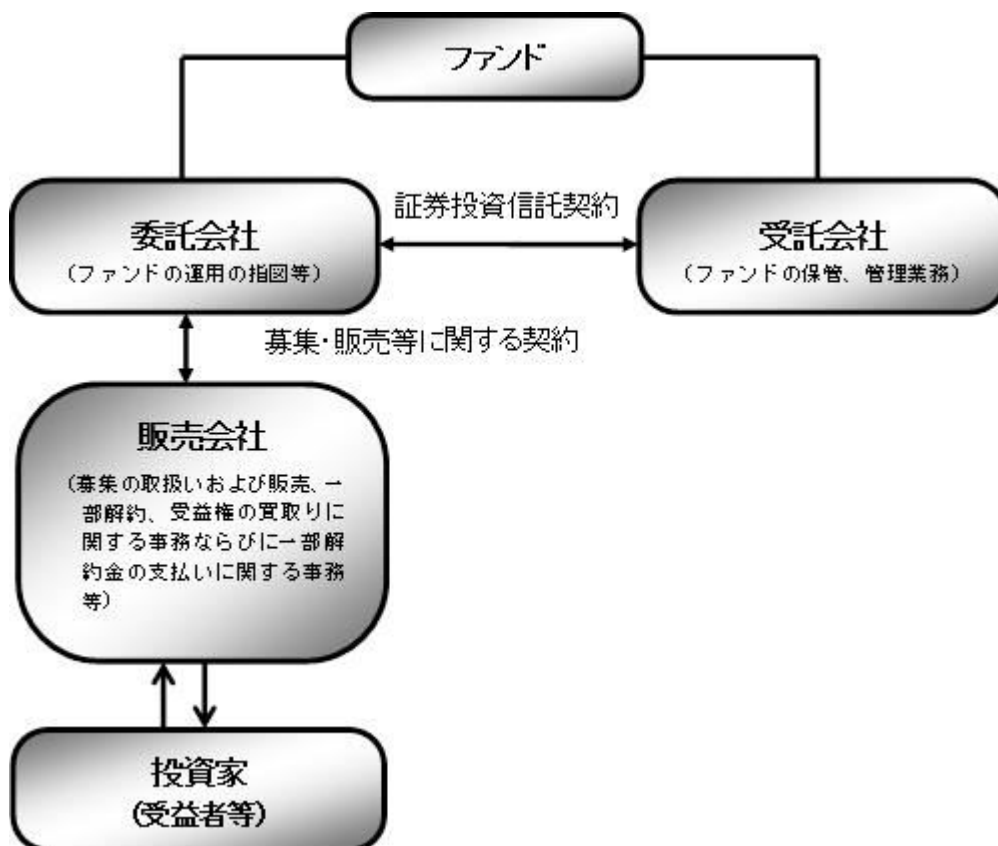 ファンド
委託会社
（ファンドの運用の指図等）
証券投資信託契約
受託会社
（ファンドの保管、管理業務）
募集・販売等に関する契約
販売会社
（募集の取扱いおよび販売、一
部解約、受益権の買取りに
関する事務ならびに一部解
約金の支払いに関する事務
等）
投資家
(受益者等)